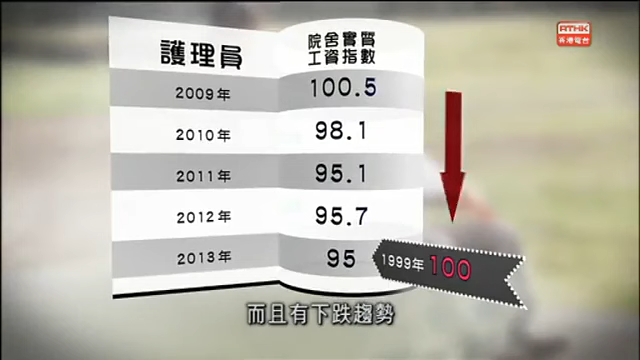 RTHK
香港電台
護理員
院舍實質
工資指數
2009年 100.5
2010年 98.1
2011年 95.1
2012年 95.7
2013年 95
1999年 100
而且有下跌趨勢